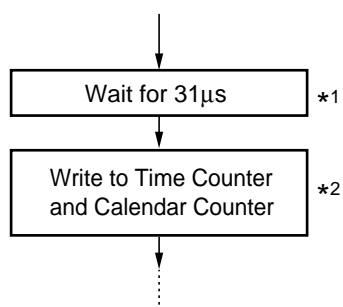 Wait for 31μs *1
Write to Time Counter *2
and Calendar Counter